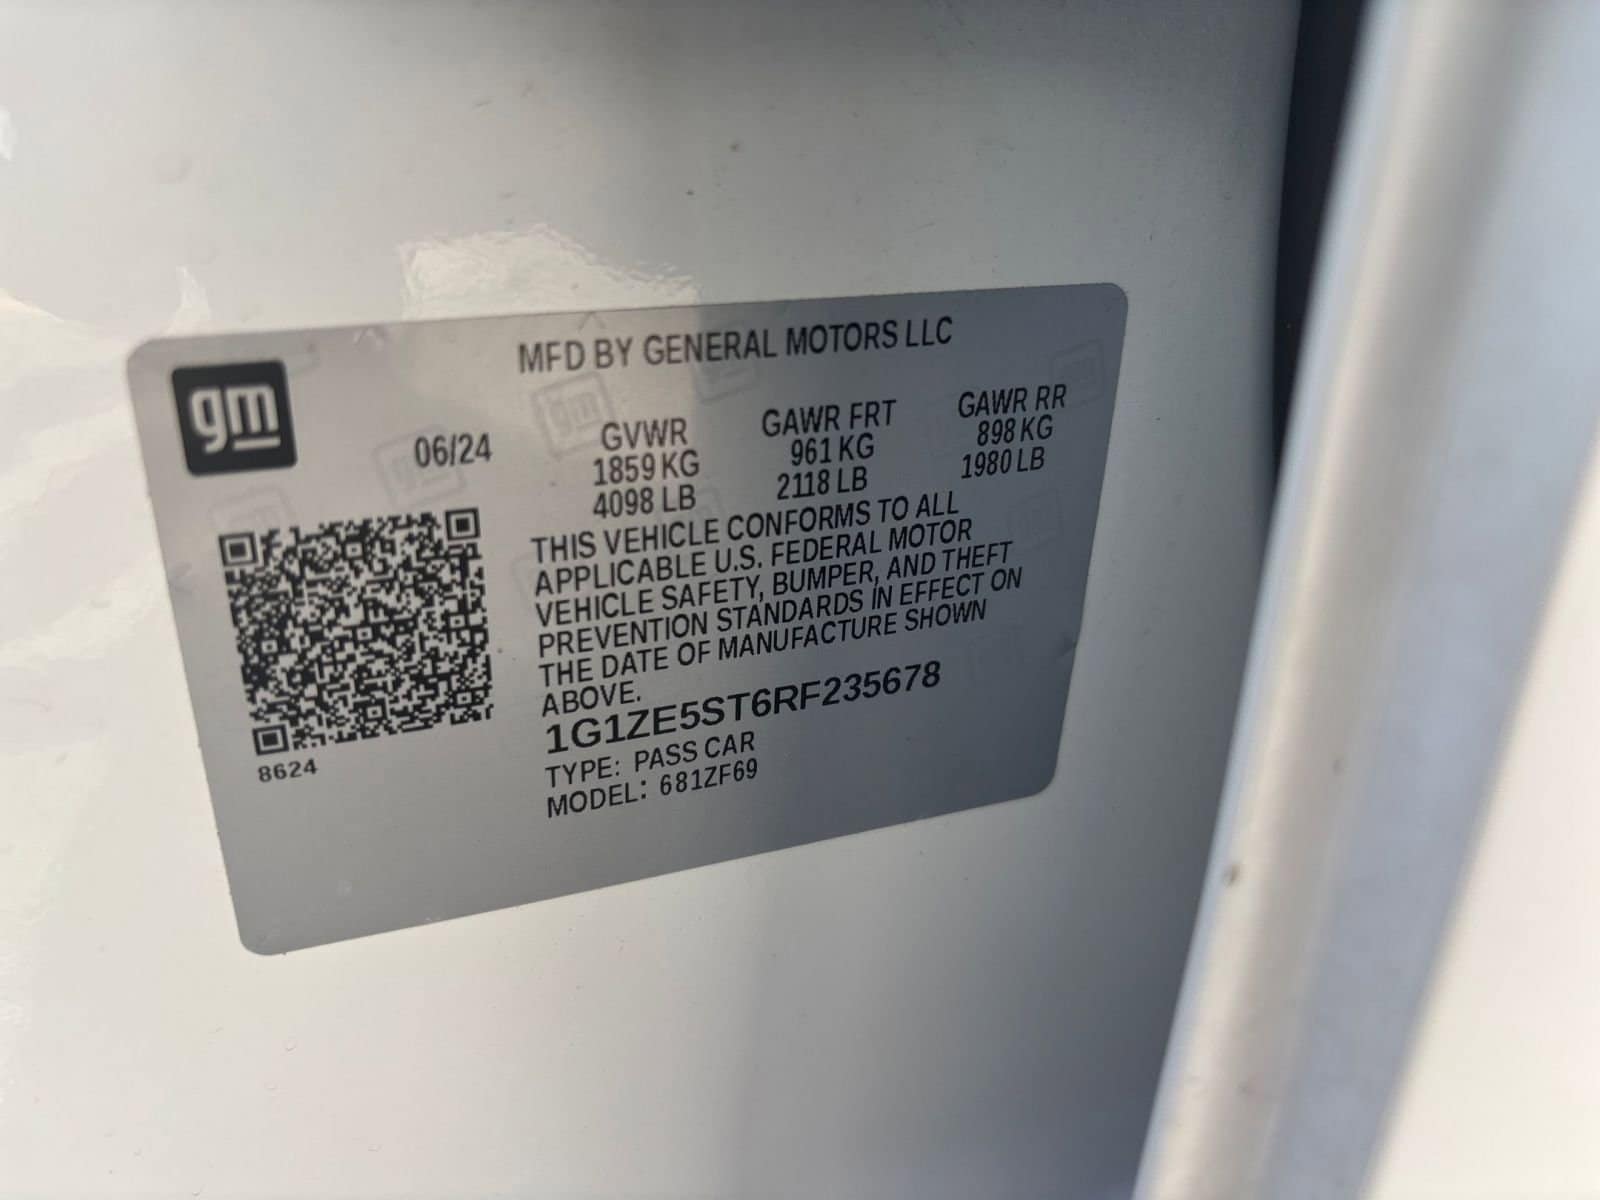 gm
MFD BY GENERAL MOTORS LLC
06/24
GVWR
1859 KG
4098 LB
GAWR FRT
961 KG
2118 LB
GAWR RR
898 KG
1980 LB
THIS VEHICLE CONFORMS TO ALL
APPLICABLE U.S. FEDERAL MOTOR
VEHICLE SAFETY, BUMPER, AND THEFT
PREVENTION STANDARDS IN EFFECT ON
THE DATE OF MANUFACTURE SHOWN
ABOVE.
1G1ZE5ST6RF235678
TYPE: PASS CAR
MODEL: 681ZF69
8624